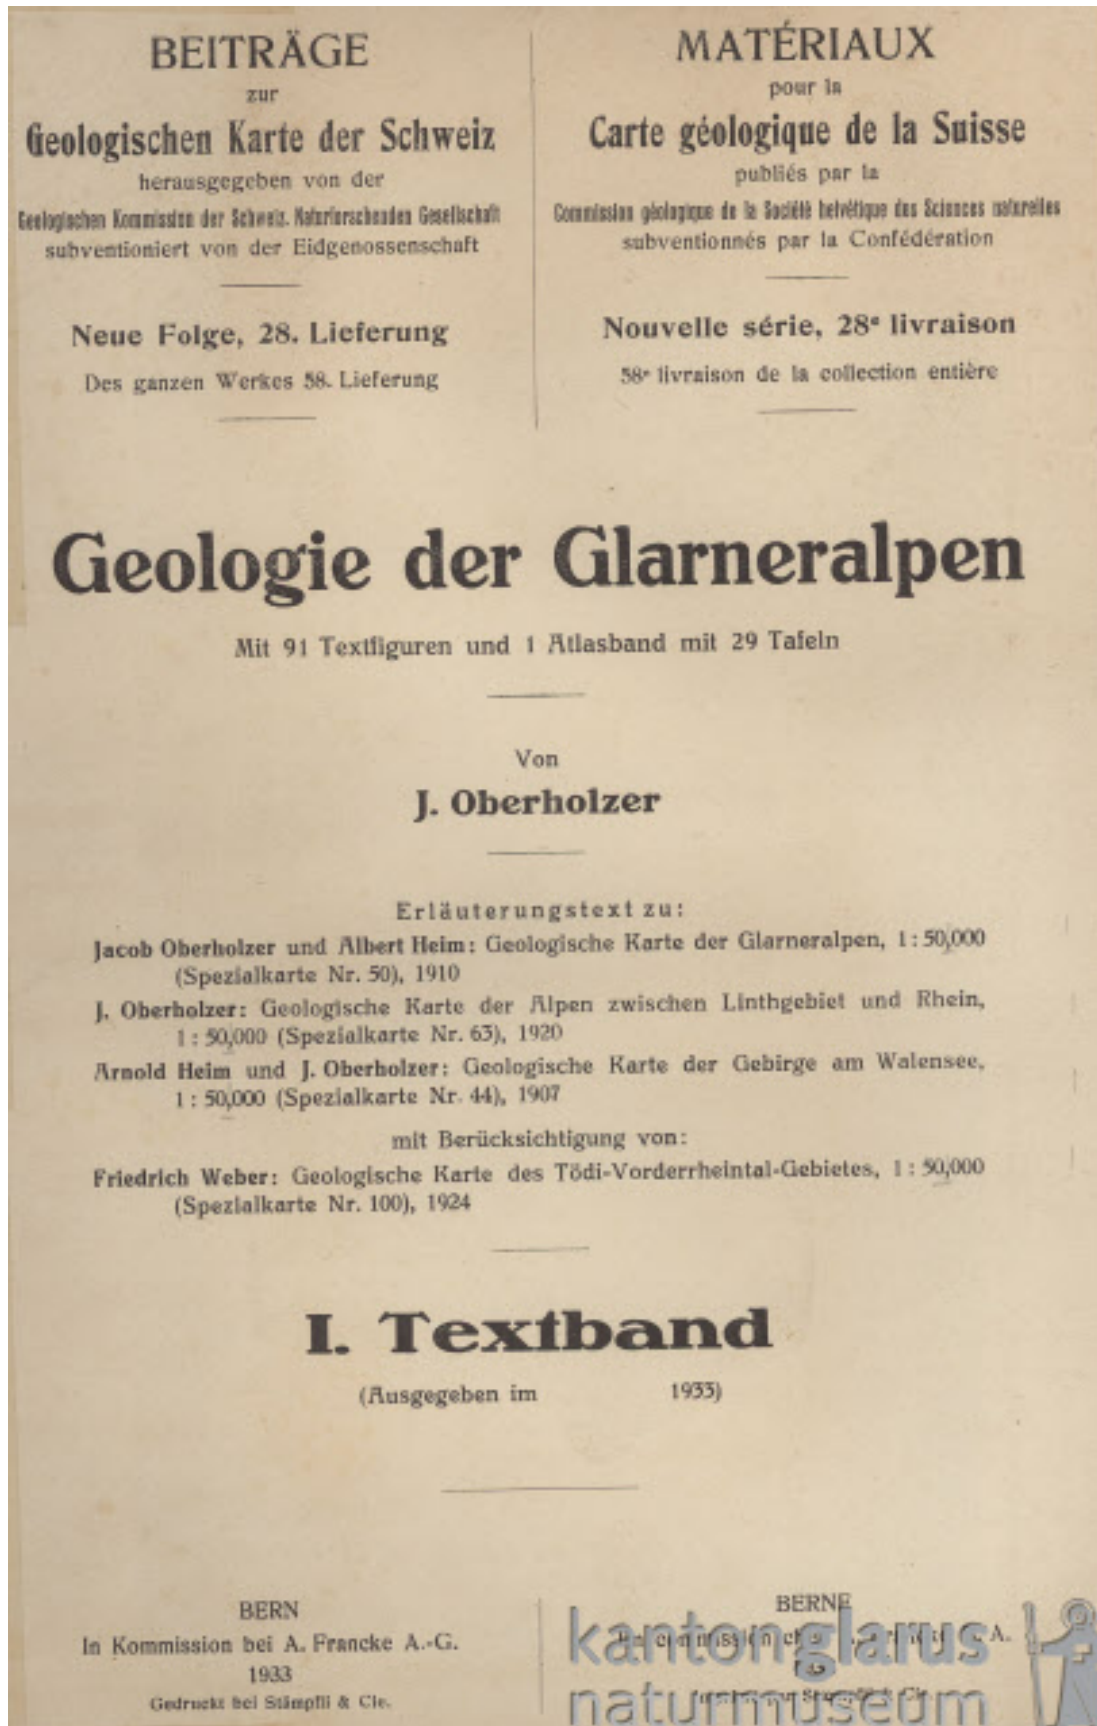 BEITRÄGE
zur
Geologischen Karte der Schweiz
herausgegeben von der
Geologischen Kommission der Schweiz. Naturforschenden Gesellschaft
subventioniert von der Eidgenossenschaft
Neue Folge, 28. Lieferung
Des ganzen Werkes 58. Lieferung
MATÉRIAUX
pour la
Carte géologique de la Suisse
publiés par la
Commission géologique de la Société helvétique des Sciences naturelles
subventionnés par la Confédération
Nouvelle série, 28e livraison
58e livraison de la collection entière
Geologie der Glarneralpen
Mit 91 Textfiguren und 1 Atlasband mit 29 Tafeln
Von
J. Oberholzer
Erläuterungstext zu:
Jacob Oberholzer und Albert Heim: Geologische Karte der Glarneralpen, 1:50,000
(Spezialkarte Nr. 50), 1910
J. Oberholzer: Geologische Karte der Alpen zwischen Linthgebiet und Rhein,
1:50,000 (Spezialkarte Nr. 63), 1920
Arnold Heim und J. Oberholzer: Geologische Karte der Gebirge am Walensee,
1:50,000 (Spezialkarte Nr. 44), 1907
mit Berücksichtigung von:
Friedrich Weber: Geologische Karte des Tödi-Vorderrheintal-Gebietes, 1:50,000
(Spezialkarte Nr. 100), 1924
I. Textband
(Ausgegeben im 1933)
BERN
In Kommission bei A. Francke A.-G.
1933
Gedruckt bei Stämpfli & Cie.
BERNE
kantonglarus
naturmuseum